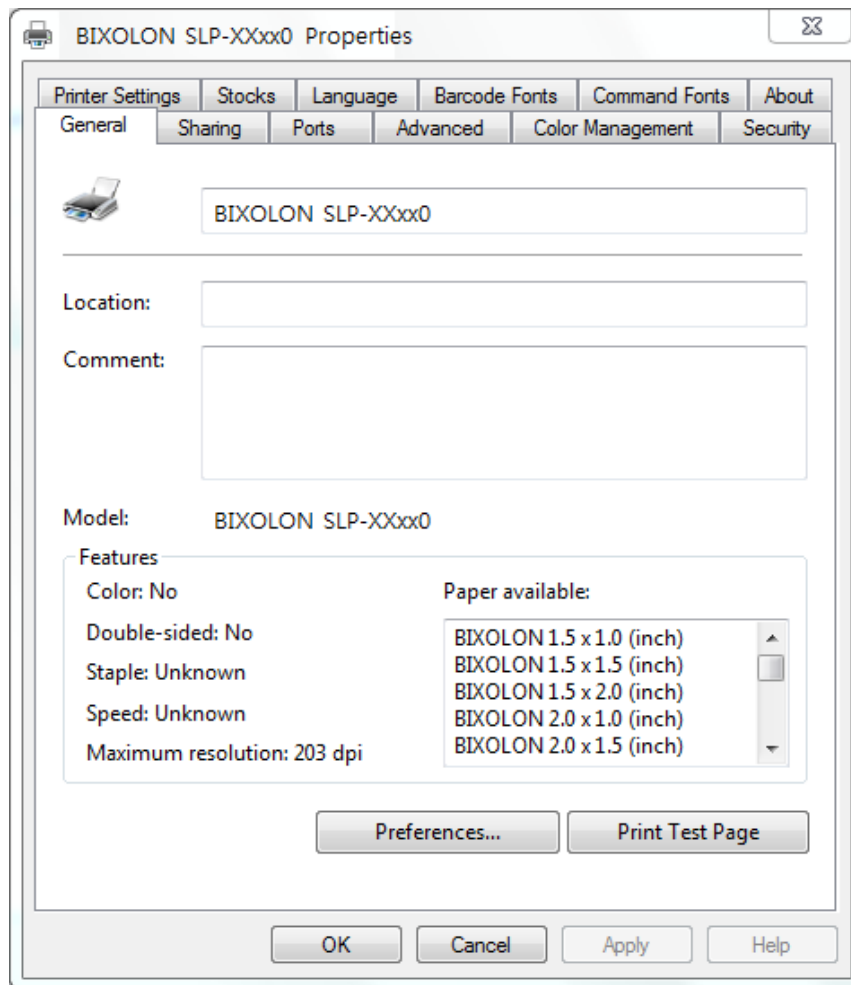 BIXOLON SLP-XXxx0 Properties
Printer Settings Stocks Language Barcode Fonts Command Fonts About
General Sharing Ports Advanced Color Management Security
BIXOLON SLP-XXxx0
Location:
Comment:
Model: BIXOLON SLP-XXxx0
Features
Color: No
Double-sided: No
Staple: Unknown
Speed: Unknown
Maximum resolution: 203 dpi
Paper available:
BIXOLON 1.5 x 1.0 (inch)
BIXOLON 1.5 x 1.5 (inch)
BIXOLON 1.5 x 2.0 (inch)
BIXOLON 2.0 x 1.0 (inch)
BIXOLON 2.0 x 1.5 (inch)
Preferences... Print Test Page
OK Cancel Apply Help